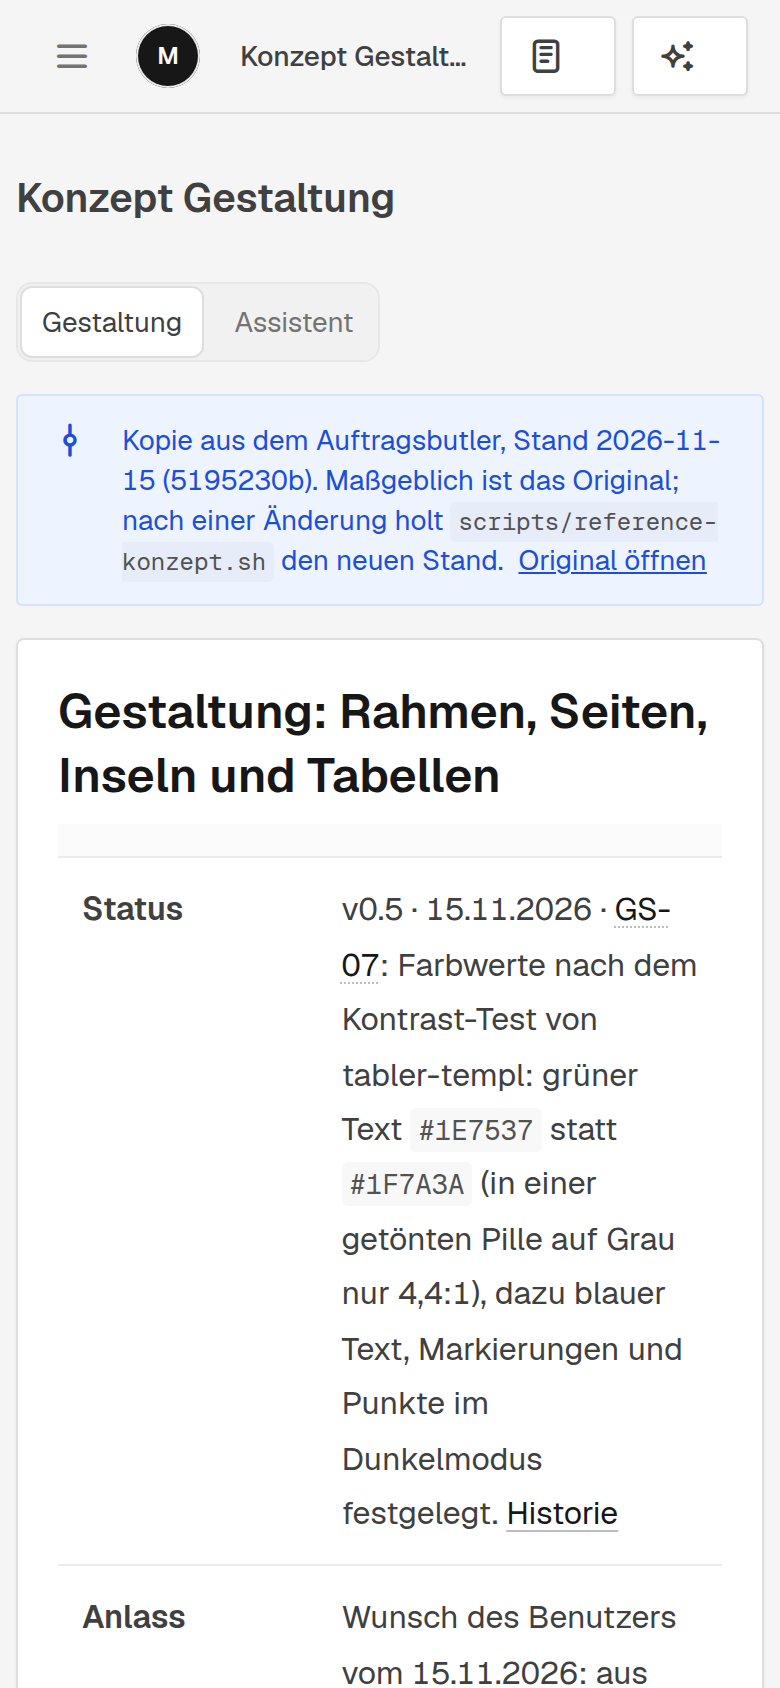 M Konzept Gestalt...
Konzept Gestaltung
Gestaltung Assistent
Kopie aus dem Auftragsbutler, Stand 2026-11-
15 (5195230b). Maßgeblich ist das Original;
nach einer Änderung holt scripts/reference-
konzept.sh den neuen Stand. Original öffnen
Gestaltung: Rahmen, Seiten,
Inseln und Tabellen
Status v0.5 · 15.11.2026 · GS-
07: Farbwerte nach dem
Kontrast-Test von
tabler-templ: grüner
Text #1E7537 statt
#1F7A3A (in einer
getönten Pille auf Grau
nur 4,4:1), dazu blauer
Text, Markierungen und
Punkte im
Dunkelmodus
festgelegt. Historie
Anlass Wunsch des Benutzers
vom 15.11.2026: aus